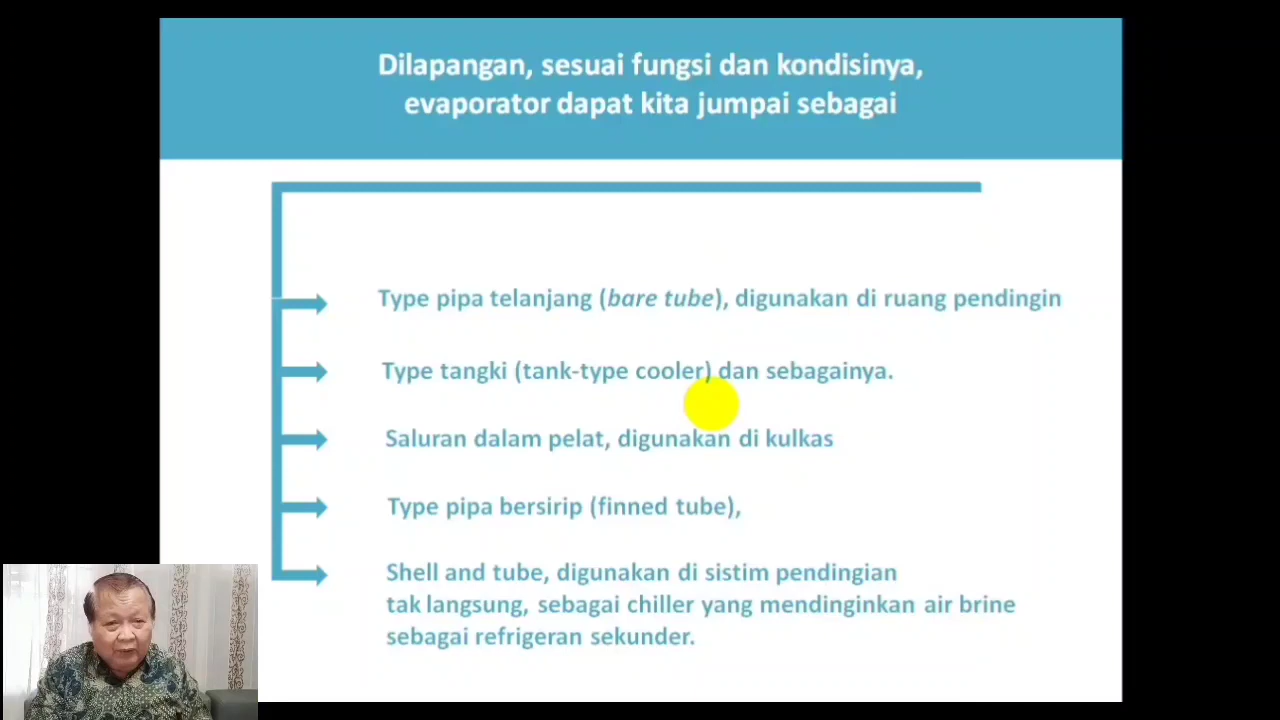 Dilapangan, sesuai fungsi dan kondisinya,
evaporator dapat kita jumpai sebagai
Type pipa telanjang (bare tube), digunakan di ruang pendingin
Type tangki (tank-type cooler) dan sebagainya.
Saluran dalam pelat, digunakan di kulkas
Type pipa bersirip (finned tube),
Shell and tube, digunakan di sistim pendingian
tak langsung, sebagai chiller yang mendinginkan air brine
sebagai refrigeran sekunder.